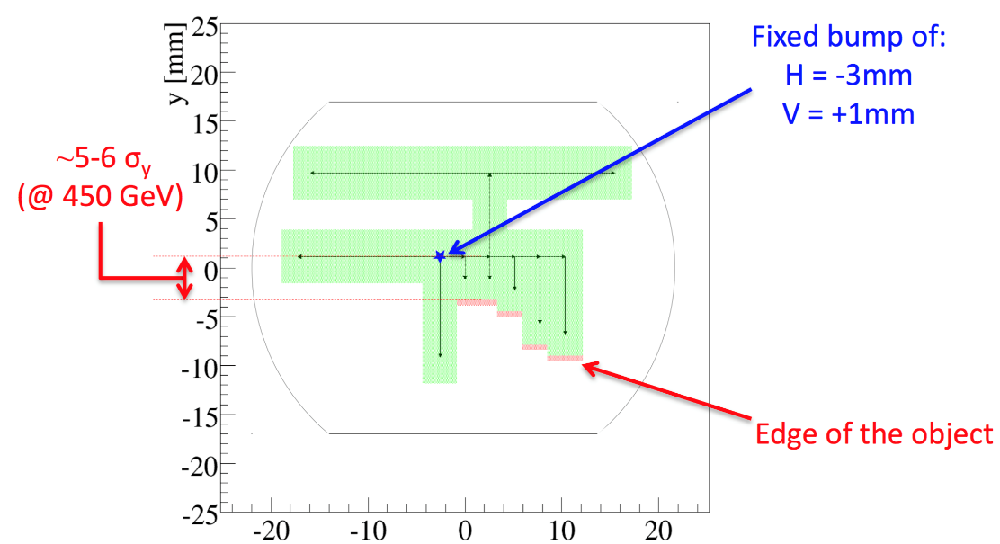 Fixed bump of:
H = -3mm
V = +1mm
~5-6 σy
(@ 450 GeV)
Edge of the object
y [mm]
25
20
15
10
5
0
-5
-10
-15
-20
-25
-20
-10
0
10
20